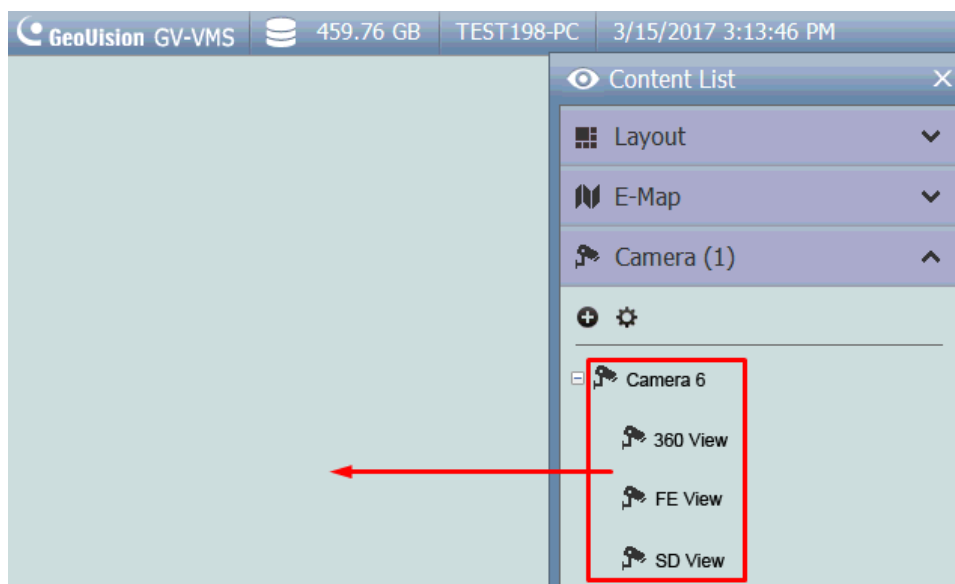 GeoVision GV-VMS 459.76 GB TEST198-PC 3/15/2017 3:13:46 PM
Content List
Layout
E-Map
Camera (1)
Camera 6
360 View
FE View
SD View